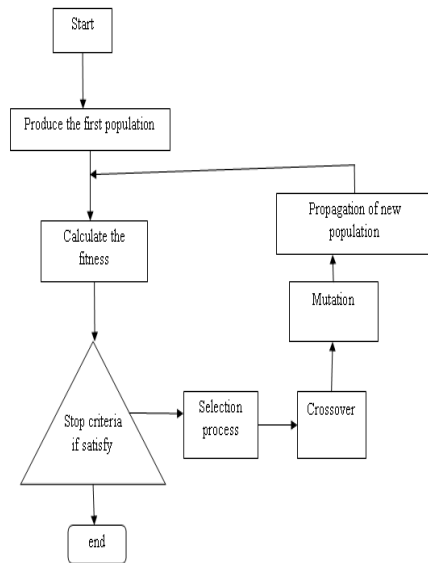 Start
Produce the first population
Calculate the
fitness
Stop criteria
if satisfy
end
Selection
process
Crossover
Mutation
Propagation of new
population